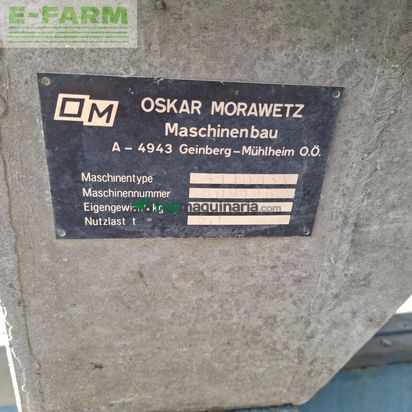 E-FARM
OM
OSKAR MORAWETZ
Maschinenbau
A - 4943 Geinberg-Mühlheim O.Ö.
Maschinentype
Maschinennummer
Eigengewicht kg
maquinaria.com
Nutzlast t